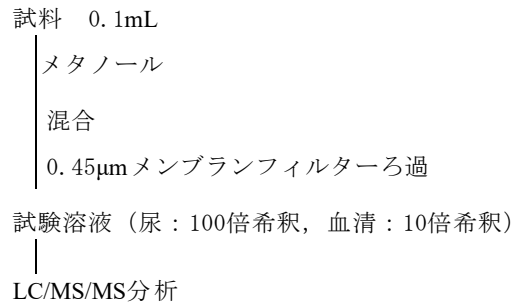 試料　0.1mL
メタノール
混合
0.45μmメンブランフィルターろ過
試験溶液（尿：100倍希釈，血清：10倍希釈）
LC/MS/MS分析